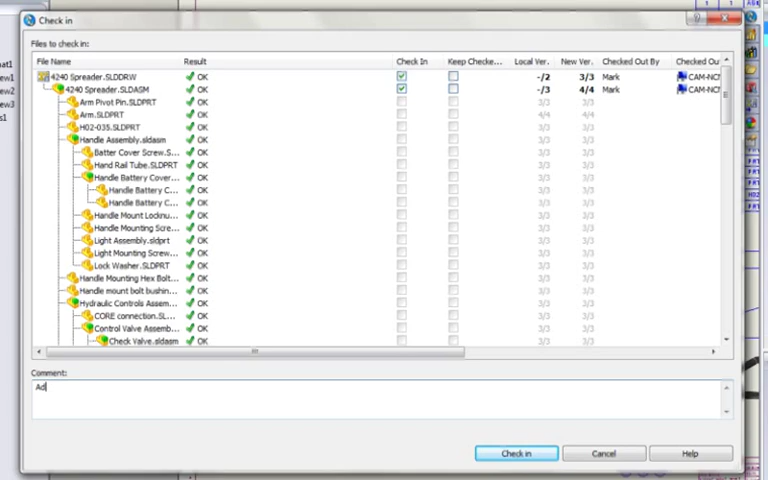 Check in
Files to check in:
File Name Result Check In Keep Checke... Local Ver. New Ver. Checked Out By Checked Ou
4240 Spreader.SLDDRW OK -/2 3/3 Mark CAM-NC
4240 Spreader.SLDASM OK -/3 4/4 Mark CAM-NC
Arm Pivot Pin.SLDPRT OK 3/3 3/3
Arm.SLDPRT OK 4/4 4/4
H02-035.SLDPRT OK 3/3 3/3
Handle Assembly.sldasm OK 3/3 3/3
Batter Cover Screw.S... OK 3/3 3/3
Hand Rail Tube.SLDPRT OK 3/3 3/3
Handle Battery Cover... OK 3/3 3/3
Handle Battery C... OK 3/3 3/3
Handle Battery C... OK 3/3 3/3
Handle Mount Locknu... OK 3/3 3/3
Handle Mounting Scre... OK 3/3 3/3
Light Assembly.sldprt OK 3/3 3/3
Light Mounting Screw... OK 3/3 3/3
Lock Washer.SLDPRT OK 3/3 3/3
Handle Mounting Hex Bolt... OK 3/3 3/3
Handle mount bolt bushin... OK 3/3 3/3
Hydraulic Controls Assem... OK 3/3 3/3
CORE connection.SL... OK 3/3 3/3
Control Valve Assemb... OK 3/3 3/3
Check Valve.sldasm OK 3/3 3/3
Comment:
Ad
Check in Cancel Help